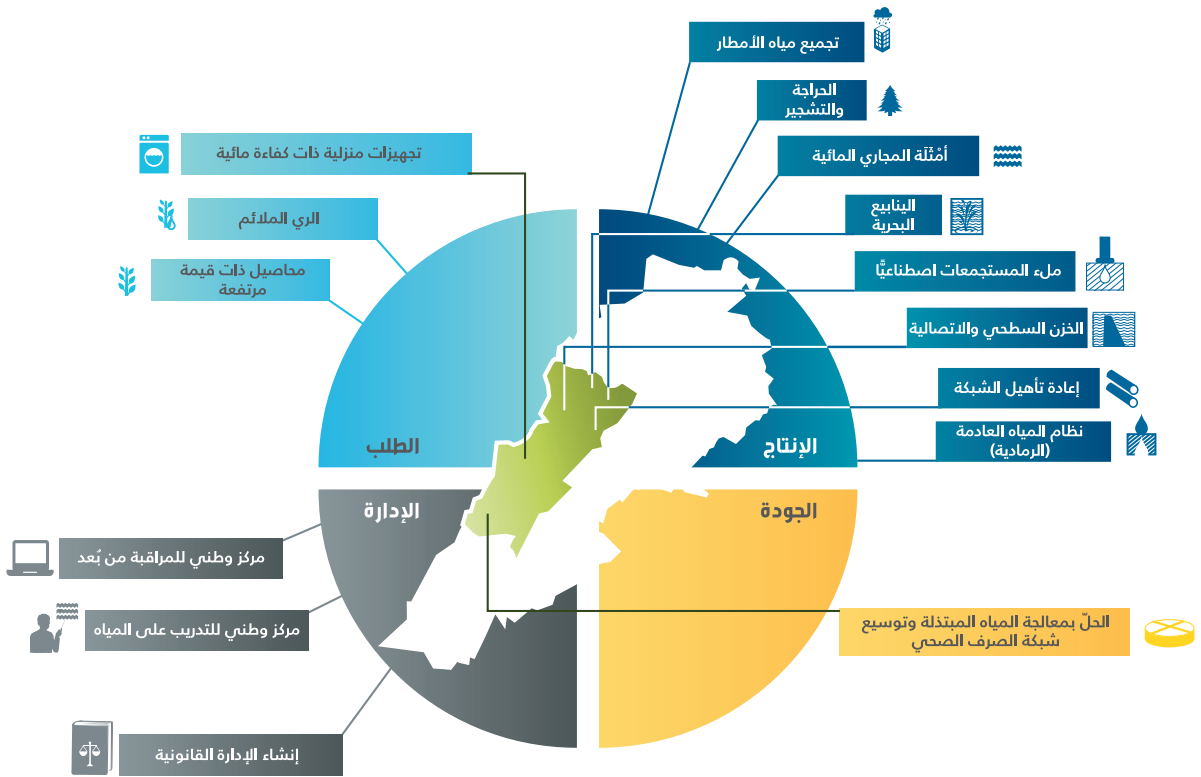 تجميع مياه الأمطار
الحراجة
والتشجير
أمْثَلَة المجاري المائية
الينابيع
البحرية
ملء المستجمعات اصطناعيًّا
الخزن السطحي والاتصالية
إعادة تأهيل الشبكة
نظام المياه العادمة
(الرمادية)
الإنتاج
تجهيزات منزلية ذات كفاءة مائية
الري الملائم
محاصيل ذات قيمة
مرتفعة
الطلب
الجودة
الحلّ بمعالجة المياه المبتذلة وتوسيع
شبكة الصرف الصحي
الإدارة
مركز وطني للمراقبة من بُعد
مركز وطني للتدريب على المياه
إنشاء الإدارة القانونية